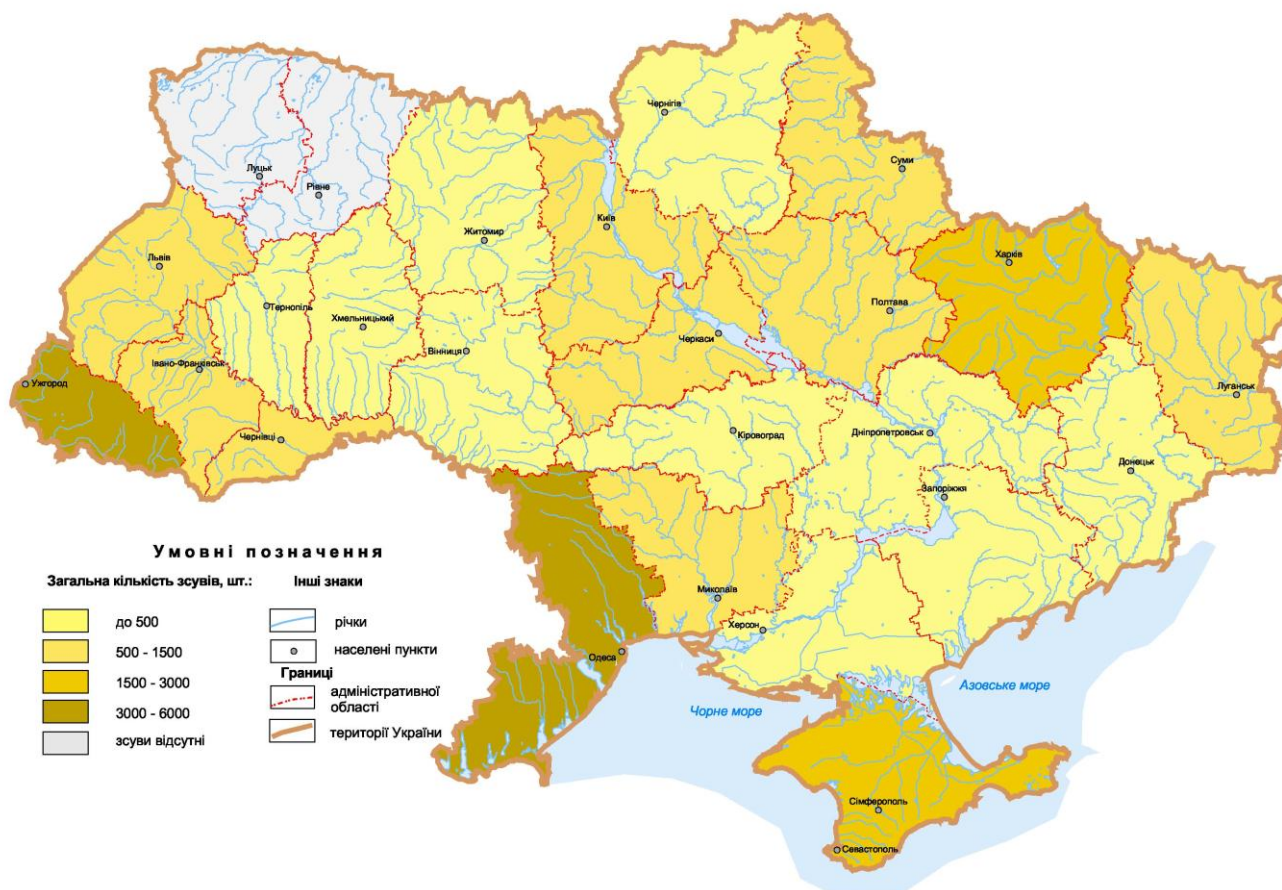 Чернігів
Суми
Луцьк
Рівне
Київ
Житомир
Харків
Львів
Полтава
Тернопіль
Хмельницький
Черкаси
Вінниця
Івано-Франківськ
Ужгород
Луганськ
Чернівці
Кіровоград
Дніпропетровськ
Донецьк
Запоріжжя
Миколаїв
Херсон
Одеса
Азовське море
Чорне море
Сімферополь
Севастополь
Умовні позначення
Загальна кількість зсувів, шт.:
до 500
500 - 1500
1500 - 3000
3000 - 6000
зсуви відсутні
Інші знаки
річки
населені пункти
Границі
адміністративної
області
території України